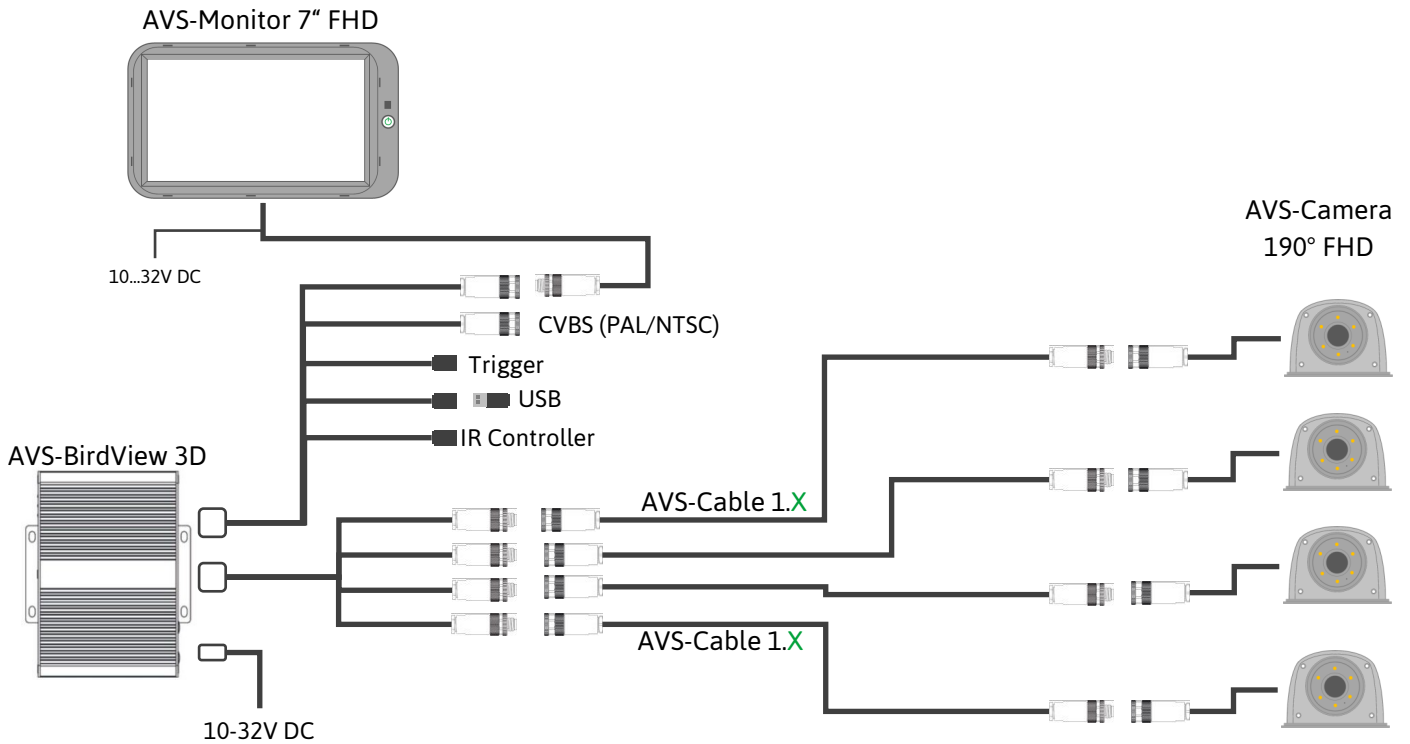 AVS-Monitor 7“ FHD
10...32V DC
AVS-Camera
190° FHD
CVBS (PAL/NTSC)
Trigger
USB
IR Controller
AVS-BirdView 3D
AVS-Cable 1.X
AVS-Cable 1.X
10-32V DC